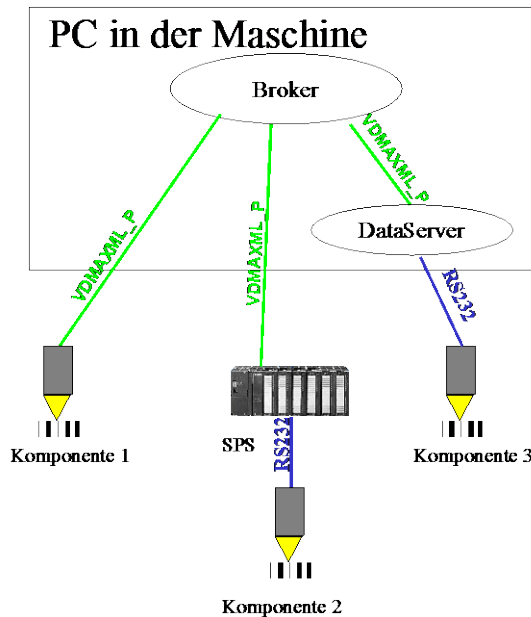 PC in der Maschine
Broker
VDMAXML_P
VDMAXML_P
VDMAXML_P
DataServer
RS232
Komponente 1
SPS
RS232
Komponente 3
Komponente 2